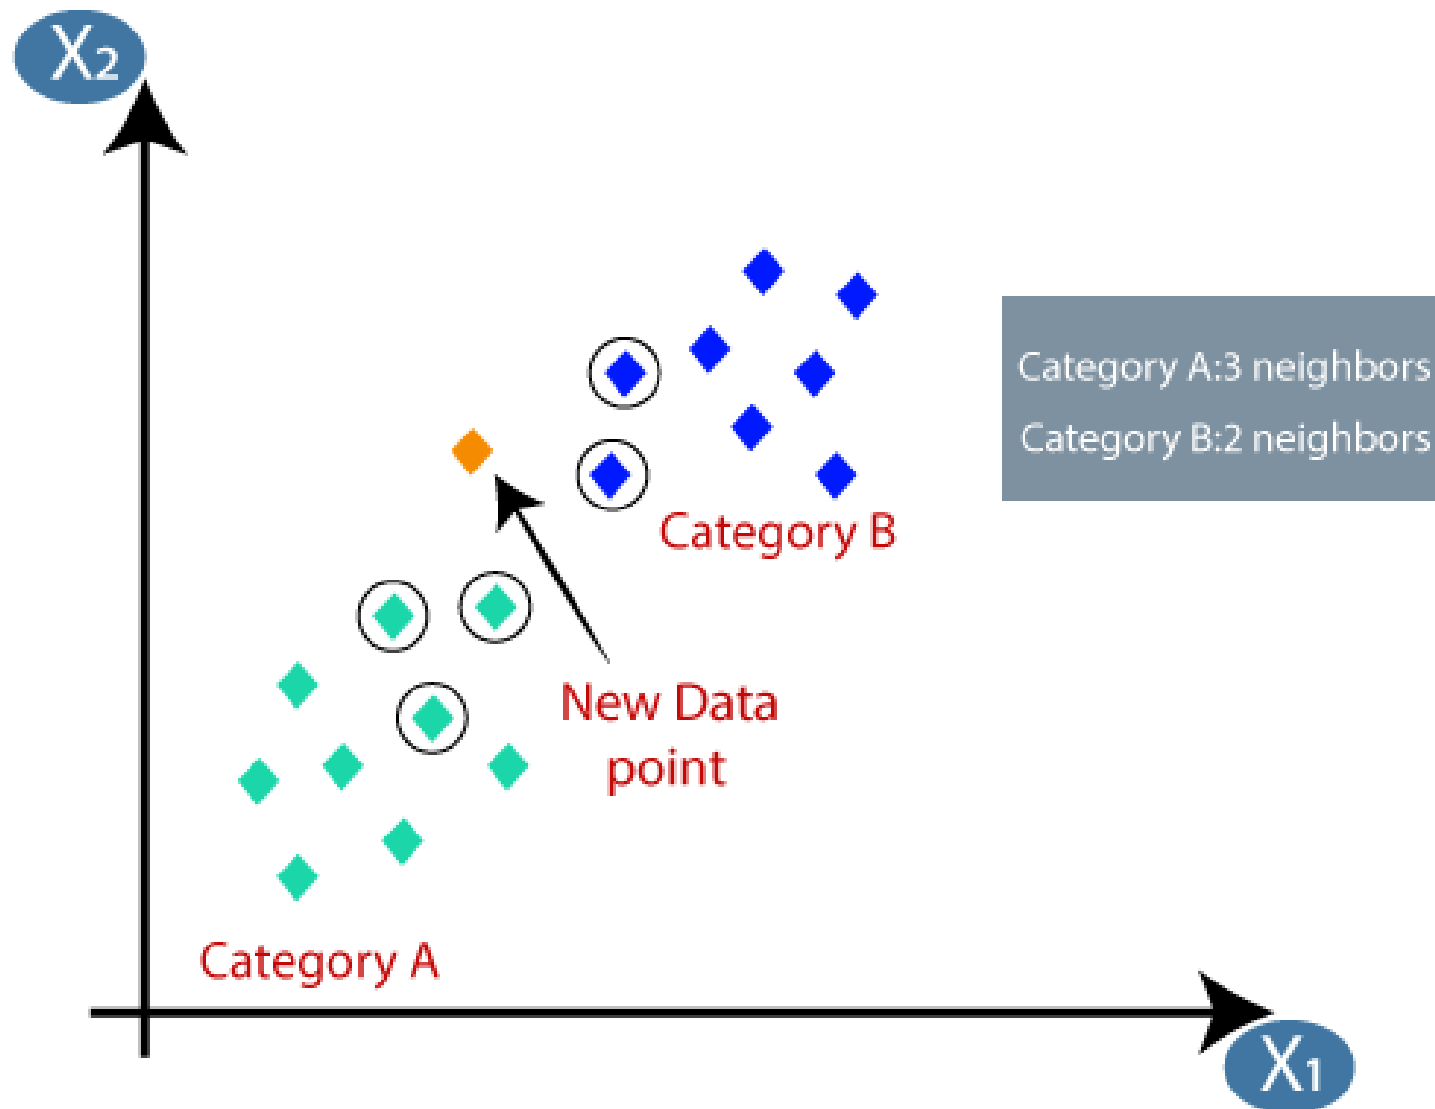 X2
Category A:3 neighbors
Category B:2 neighbors
Category B
New Data
point
Category A
X1